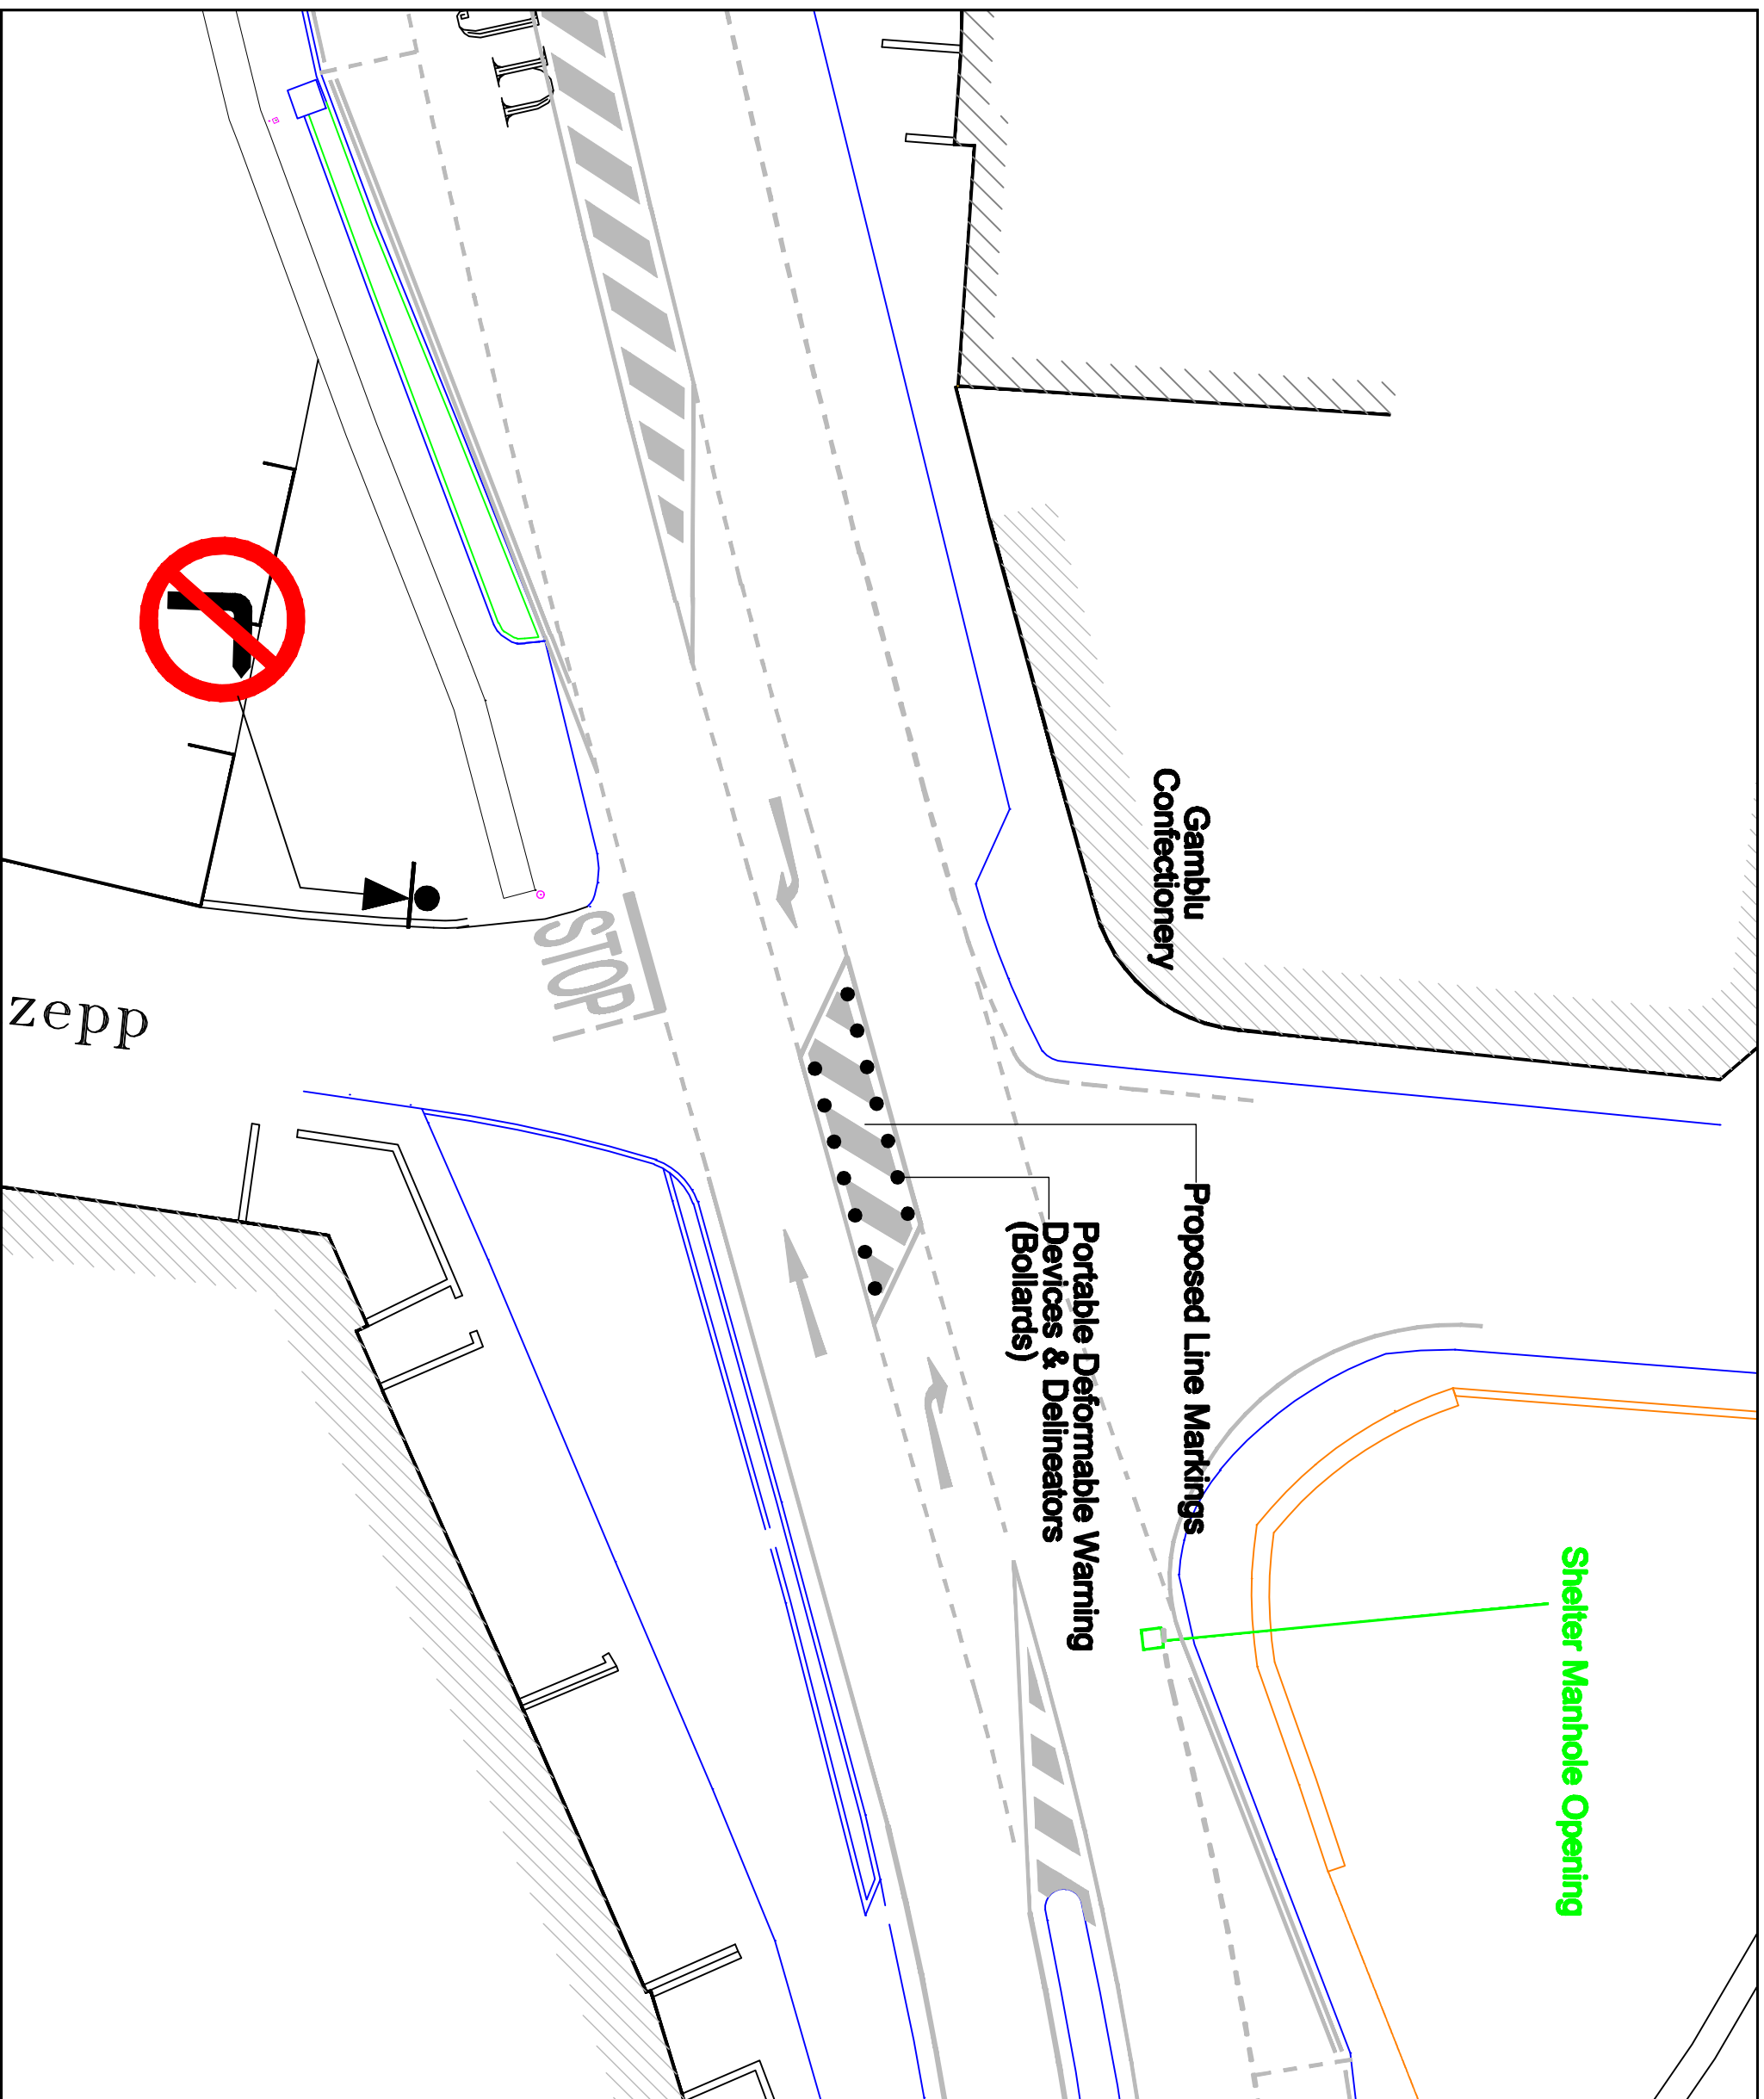 Gamblu
Confectionery
Proposed Line Markings
Portable Deformable Warning
Devices & Delineators
(Bollards)
Shelter Manhole Opening
STOP
zepp